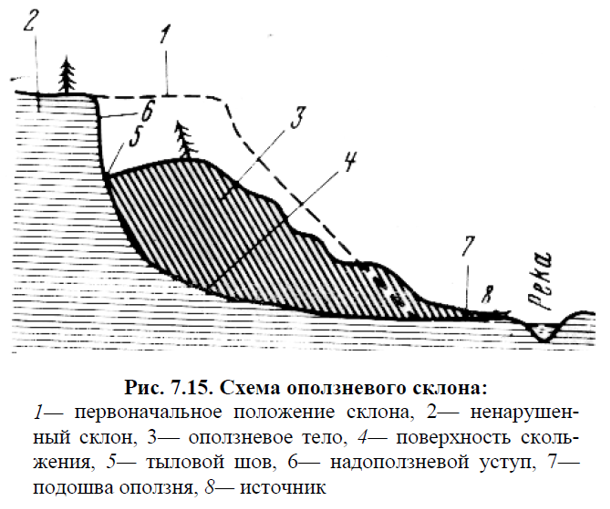 2
1
6
5
3
4
7
8
Река
Рис. 7.15. Схема оползневого склона:
1— первоначальное положение склона, 2— ненарушен-
ный склон, 3— оползневое тело, 4— поверхность сколь-
жения, 5— тыловой шов, 6— надоползневой уступ, 7—
подошва оползня, 8— источник